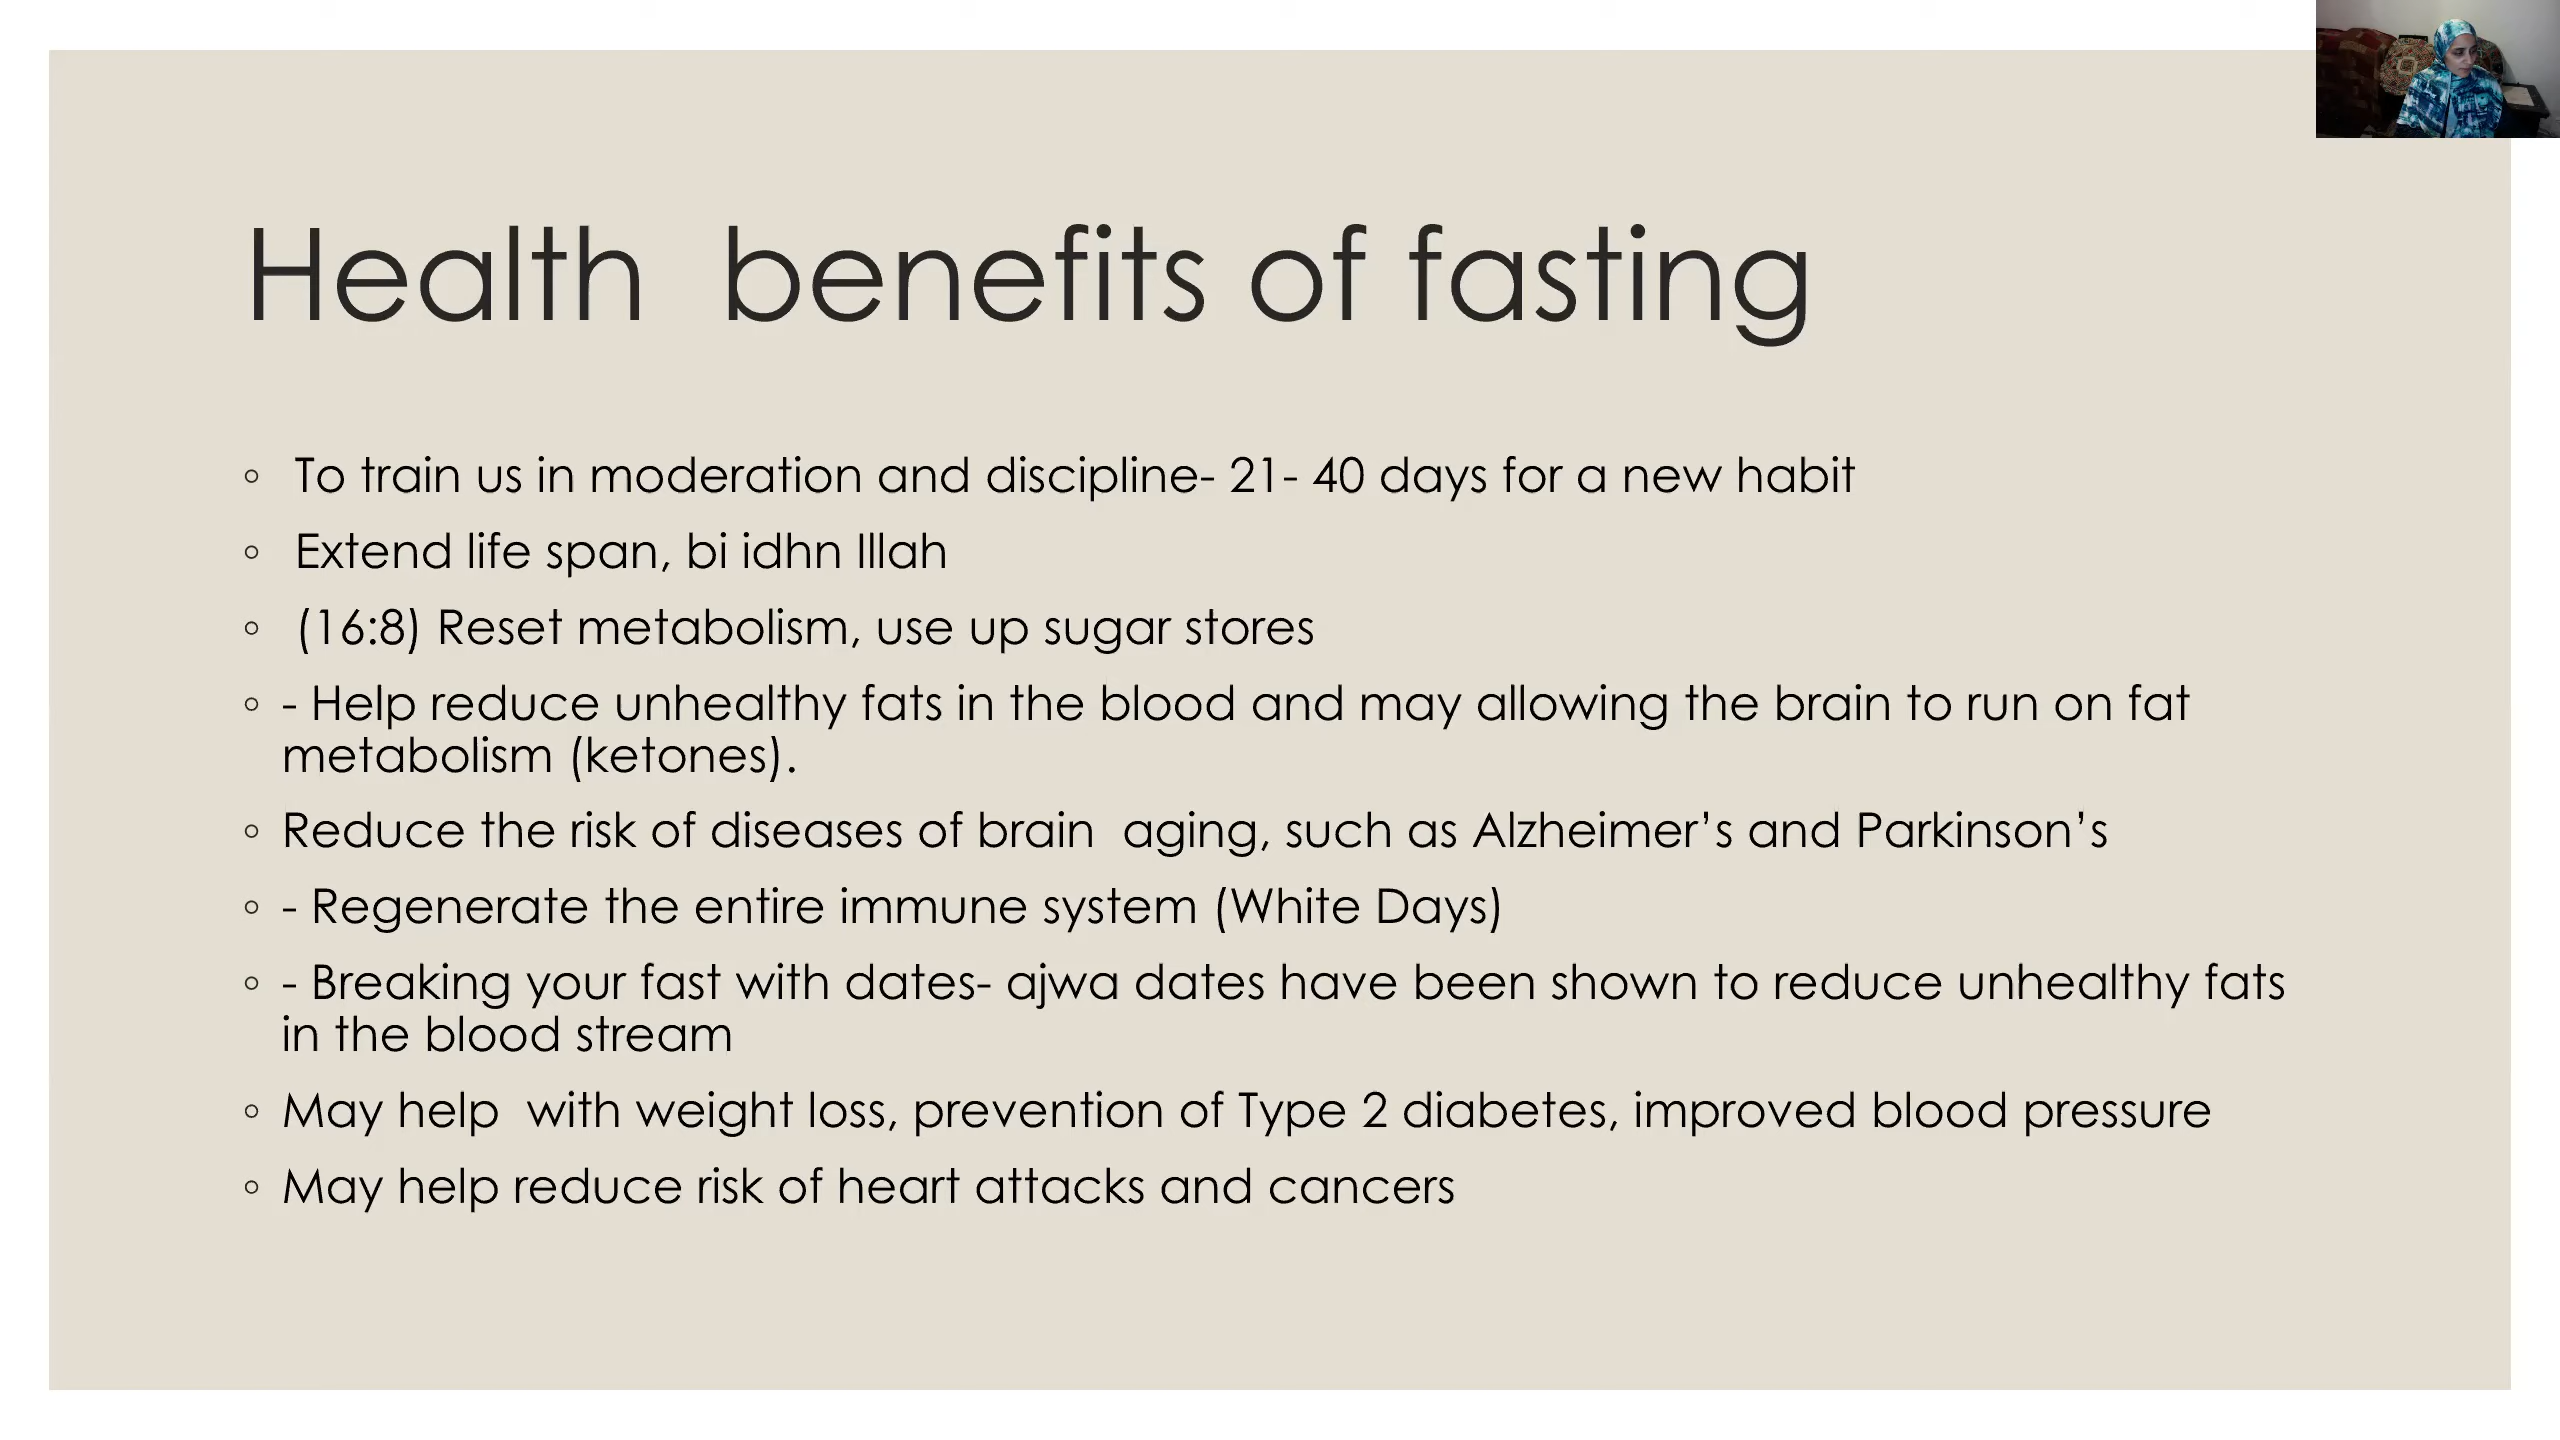 Health  benefits of fasting
◦ To train us in moderation and discipline- 21- 40 days for a new habit
◦ Extend life span, bi idhn Illah
◦ (16:8) Reset metabolism, use up sugar stores
◦ - Help reduce unhealthy fats in the blood and may allowing the brain to run on fat
metabolism (ketones).
◦ Reduce the risk of diseases of brain  aging, such as Alzheimer’s and Parkinson’s
◦ - Regenerate the entire immune system (White Days)
◦ - Breaking your fast with dates- ajwa dates have been shown to reduce unhealthy fats
in the blood stream
◦ May help  with weight loss, prevention of Type 2 diabetes, improved blood pressure
◦ May help reduce risk of heart attacks and cancers